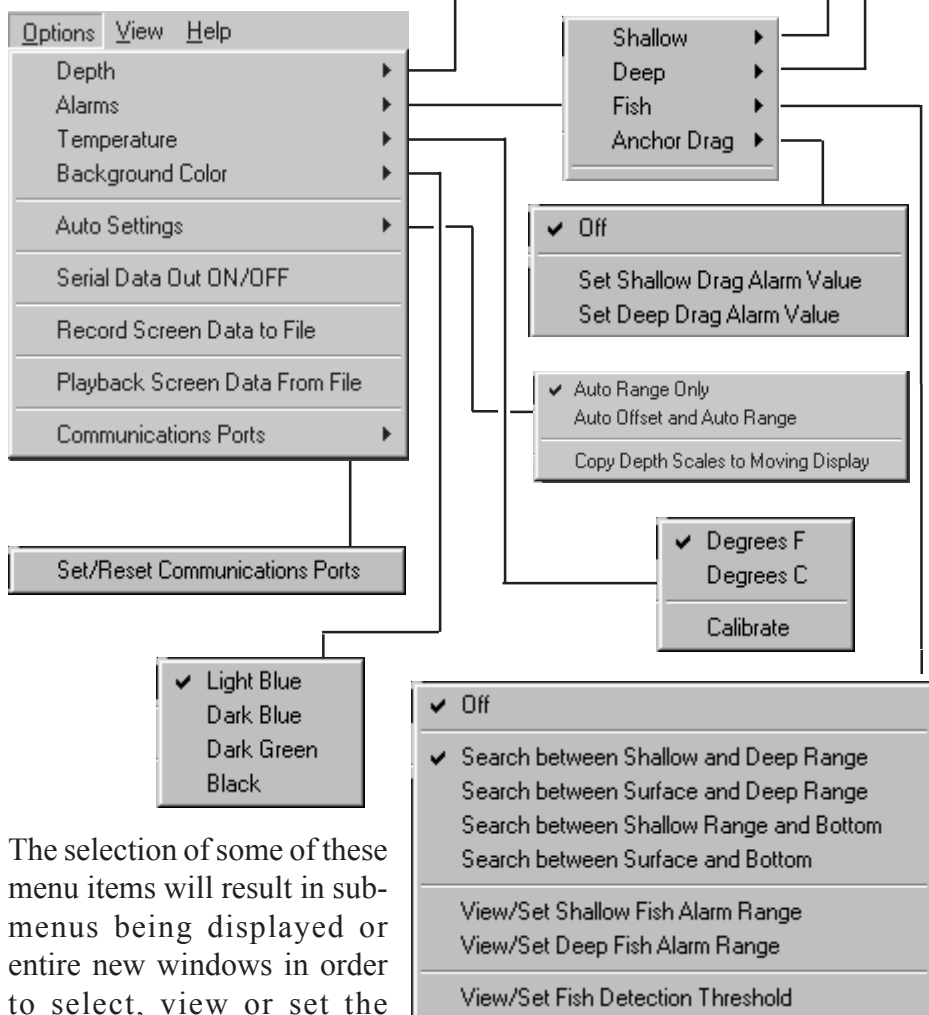 Options View Help
Depth
Alarms
Temperature
Background Color
Auto Settings
Serial Data Out ON/OFF
Record Screen Data to File
Playback Screen Data From File
Communications Ports
Set/Reset Communications Ports
Shallow
Deep
Fish
Anchor Drag
Off
Set Shallow Drag Alarm Value
Set Deep Drag Alarm Value
Auto Range Only
Auto Offset and Auto Range
Copy Depth Scales to Moving Display
Degrees F
Degrees C
Calibrate
Light Blue
Dark Blue
Dark Green
Black
Off
Search between Shallow and Deep Range
Search between Surface and Deep Range
Search between Shallow Range and Bottom
Search between Surface and Bottom
View/Set Shallow Fish Alarm Range
View/Set Deep Fish Alarm Range
View/Set Fish Detection Threshold
The selection of some of these
menu items will result in sub-
menus being displayed or
entire new windows in order
to select, view or set the